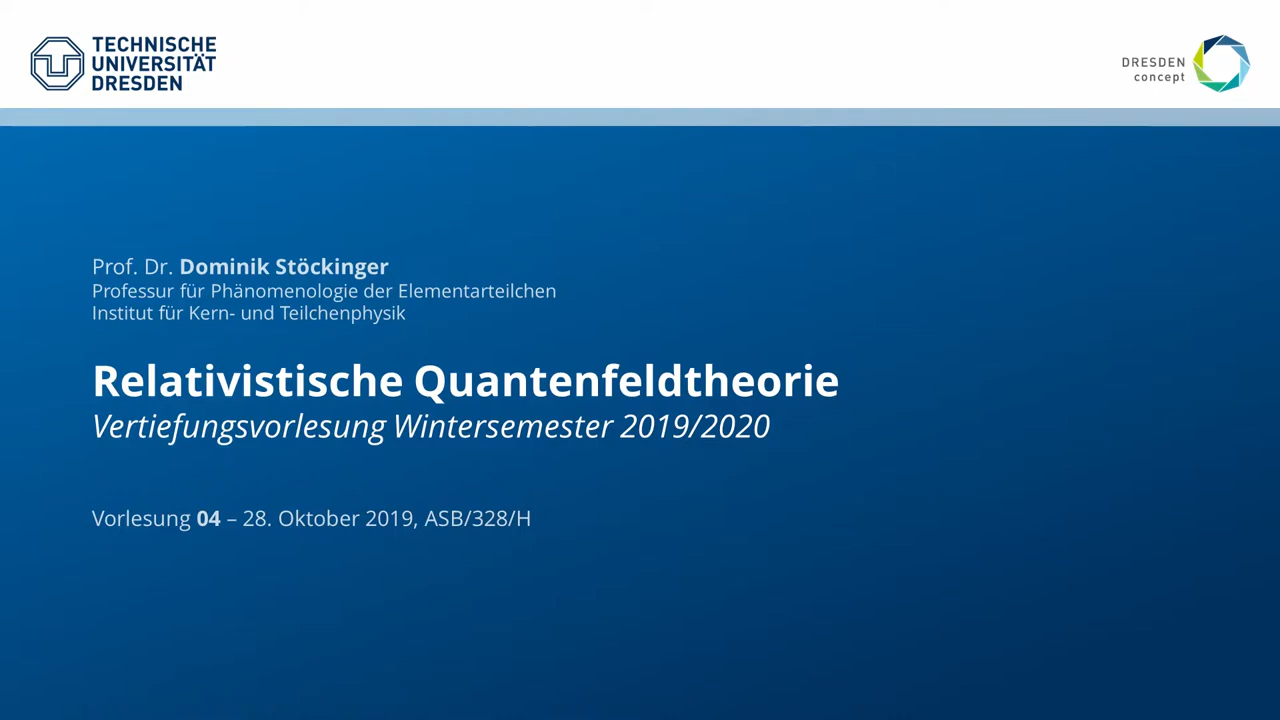 TECHNISCHE
UNIVERSITÄT
DRESDEN
DRESDEN
concept
Prof. Dr. Dominik Stöckinger
Professur für Phänomenologie der Elementarteilchen
Institut für Kern- und Teilchenphysik
Relativistische Quantenfeldtheorie
Vertiefungsvorlesung Wintersemester 2019/2020
Vorlesung 04 – 28. Oktober 2019, ASB/328/H